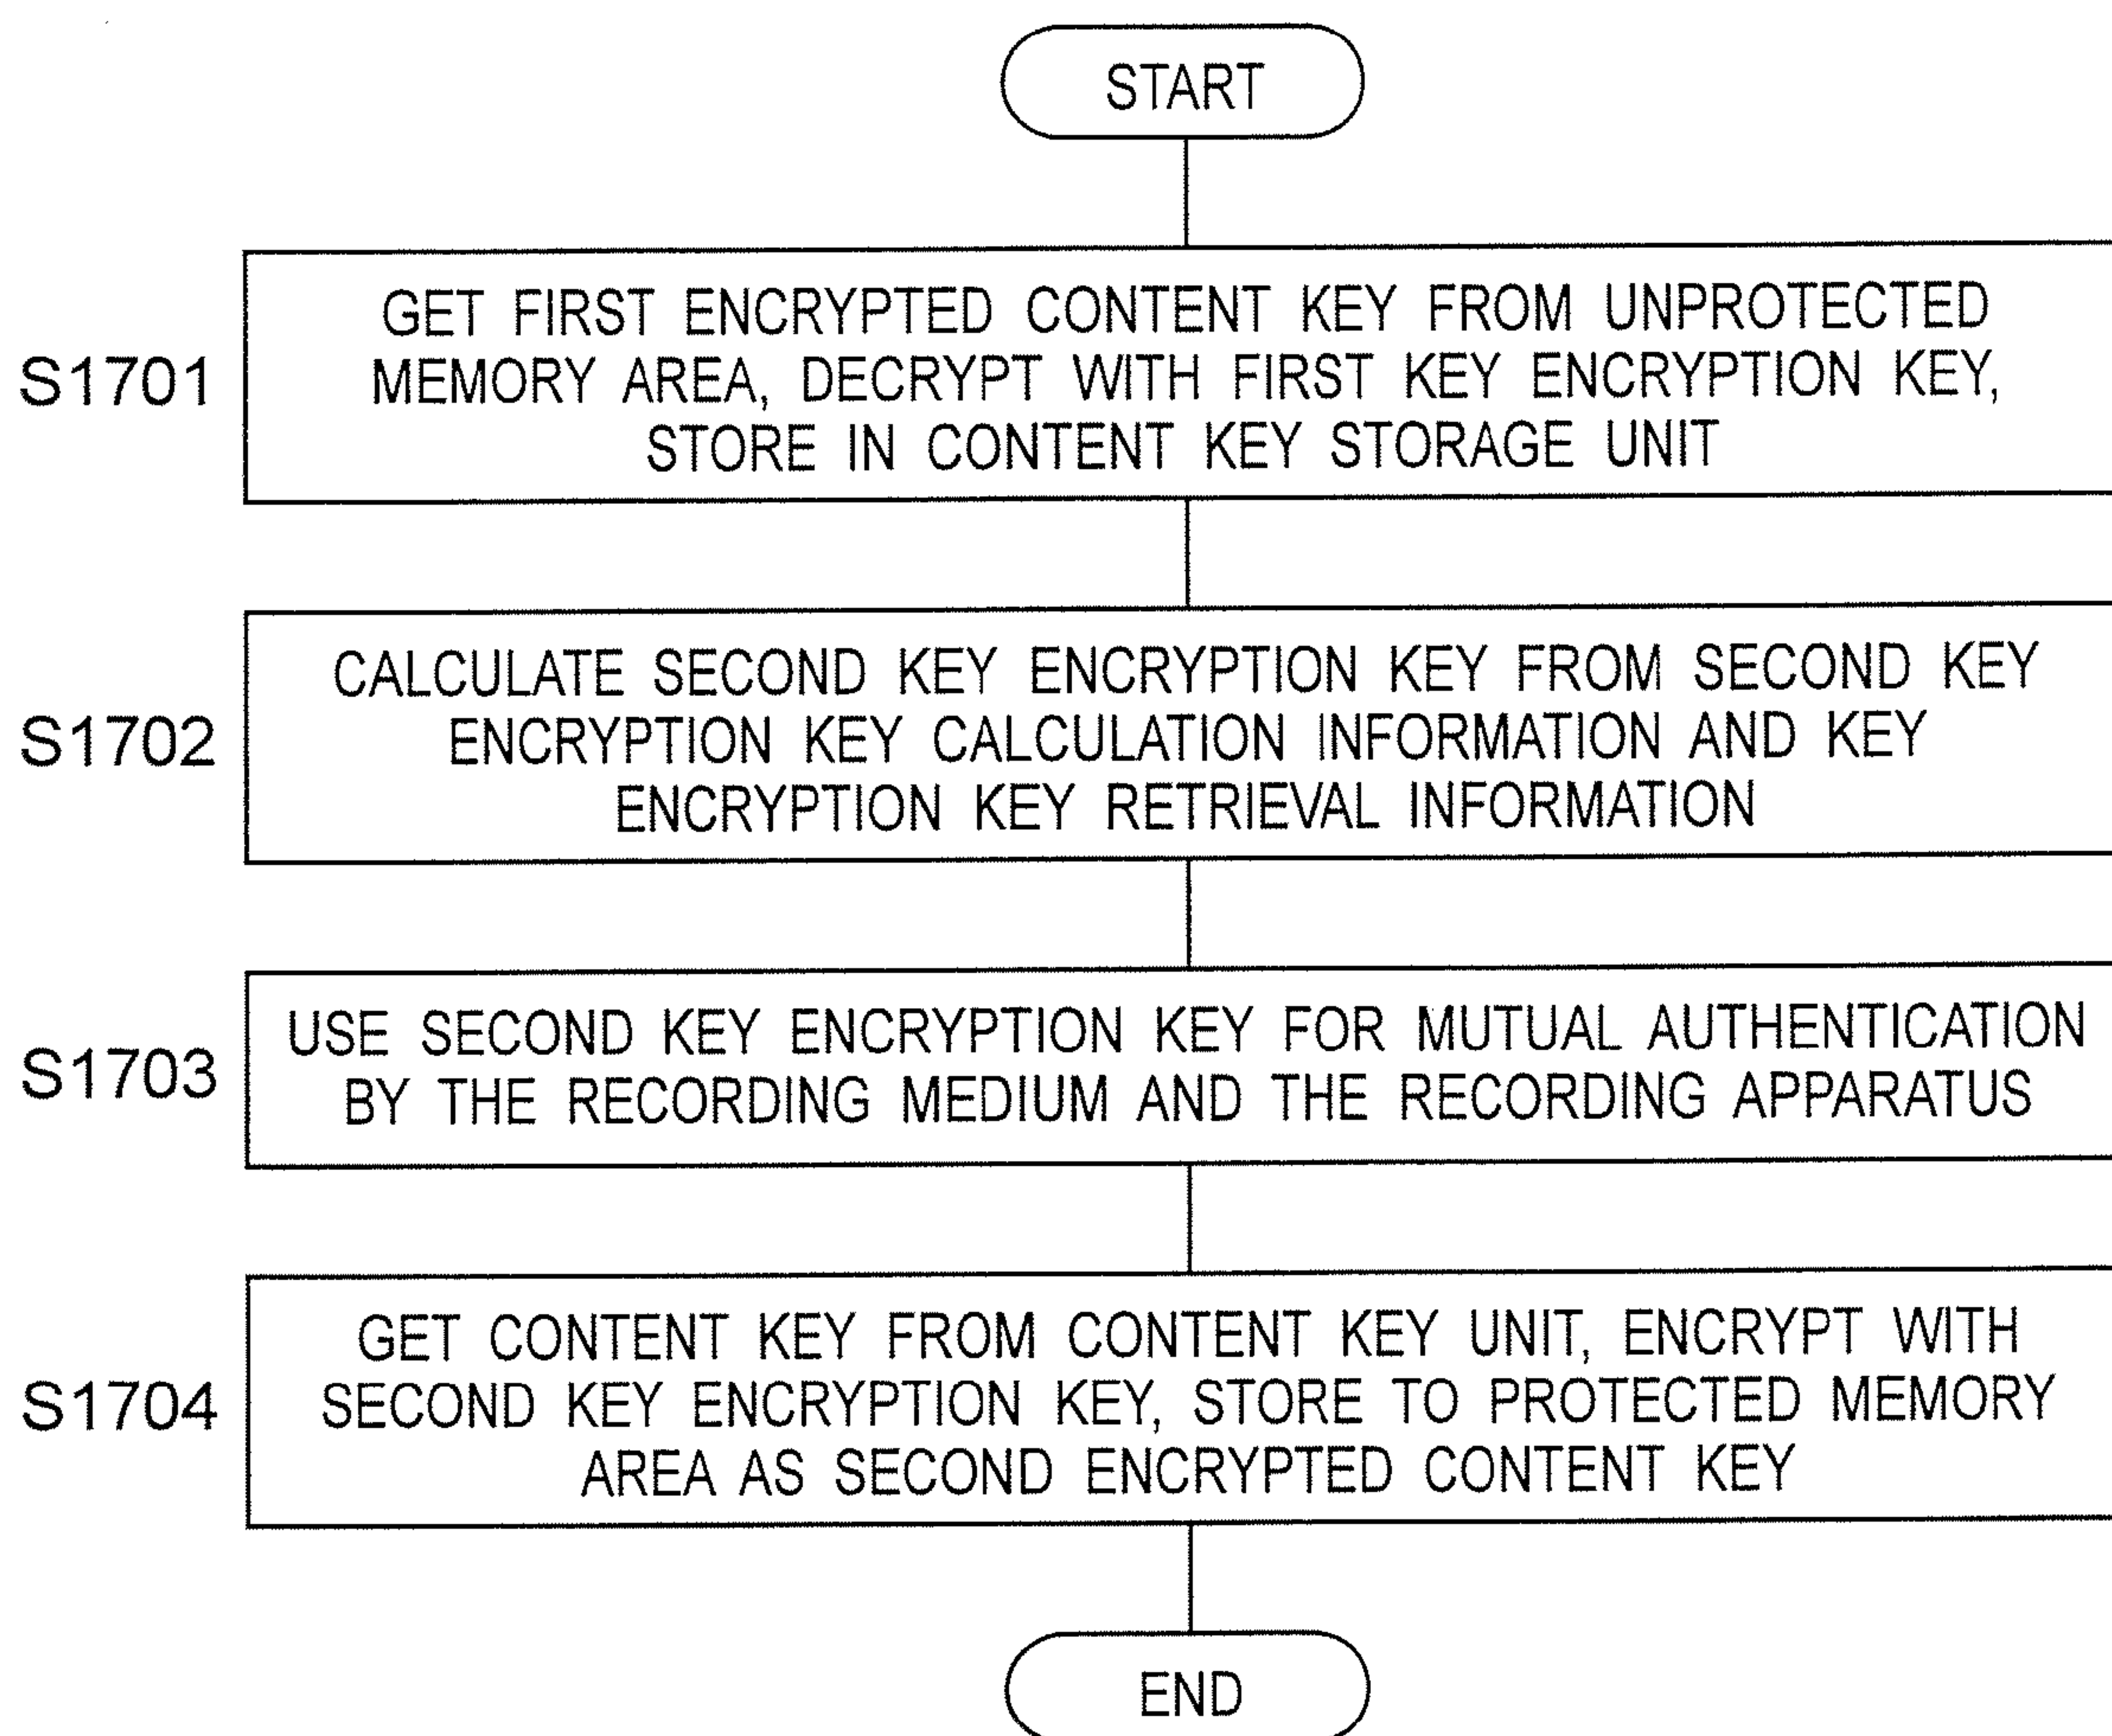 START
S1701
GET FIRST ENCRYPTED CONTENT KEY FROM UNPROTECTED
MEMORY AREA, DECRYPT WITH FIRST KEY ENCRYPTION KEY,
STORE IN CONTENT KEY STORAGE UNIT
S1702
CALCULATE SECOND KEY ENCRYPTION KEY FROM SECOND KEY
ENCRYPTION KEY CALCULATION INFORMATION AND KEY
ENCRYPTION KEY RETRIEVAL INFORMATION
S1703
USE SECOND KEY ENCRYPTION KEY FOR MUTUAL AUTHENTICATION
BY THE RECORDING MEDIUM AND THE RECORDING APPARATUS
S1704
GET CONTENT KEY FROM CONTENT KEY UNIT, ENCRYPT WITH
SECOND KEY ENCRYPTION KEY, STORE TO PROTECTED MEMORY
AREA AS SECOND ENCRYPTED CONTENT KEY
END